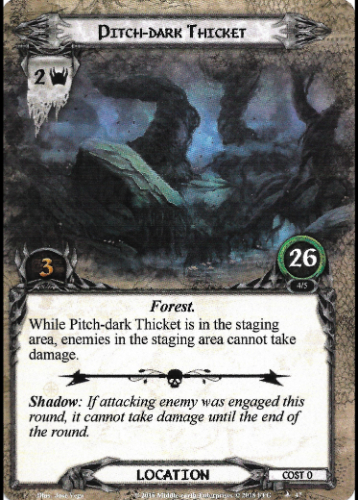 PITCH-DARK THICKET
2
3
26
4/5
Forest.
While Pitch-dark Thicket is in the staging
area, enemies in the staging area cannot take
damage.
Shadow: If attacking enemy was engaged this
round, it cannot take damage until the end of
the round.
LOCATION
COST 0